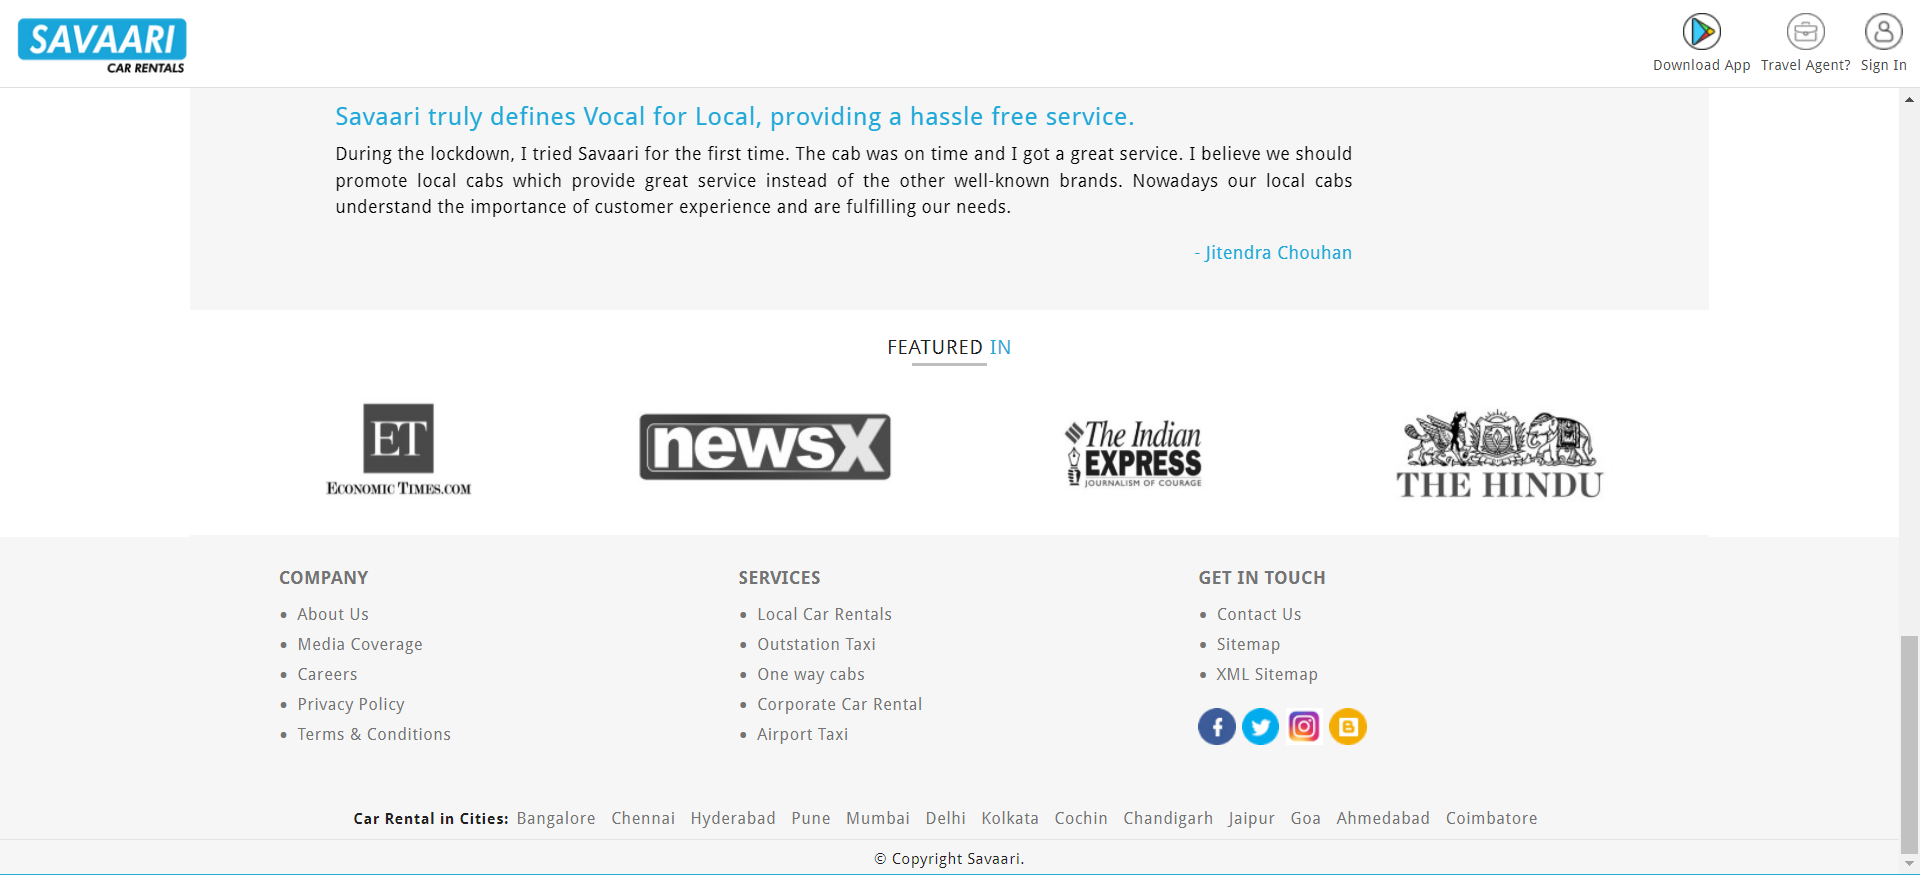 SAVAARI
CAR RENTALS
Download App
Travel Agent?
Sign In
Savaari truly defines Vocal for Local, providing a hassle free service.
During the lockdown, I tried Savaari for the first time. The cab was on time and I got a great service. I believe we should
promote local cabs which provide great service instead of the other well-known brands. Nowadays our local cabs
understand the importance of customer experience and are fulfilling our needs.
- Jitendra Chouhan
FEATURED IN
ET
ECONOMIC TIMES.COM
newsX
The Indian
EXPRESS
JOURNALISM OF COURAGE
THE HINDU
COMPANY
About Us
Media Coverage
Careers
Privacy Policy
Terms & Conditions
SERVICES
Local Car Rentals
Outstation Taxi
One way cabs
Corporate Car Rental
Airport Taxi
GET IN TOUCH
Contact Us
Sitemap
XML Sitemap
Car Rental in Cities: Bangalore Chennai Hyderabad Pune Mumbai Delhi Kolkata Cochin Chandigarh Jaipur Goa Ahmedabad Coimbatore
© Copyright Savaari.